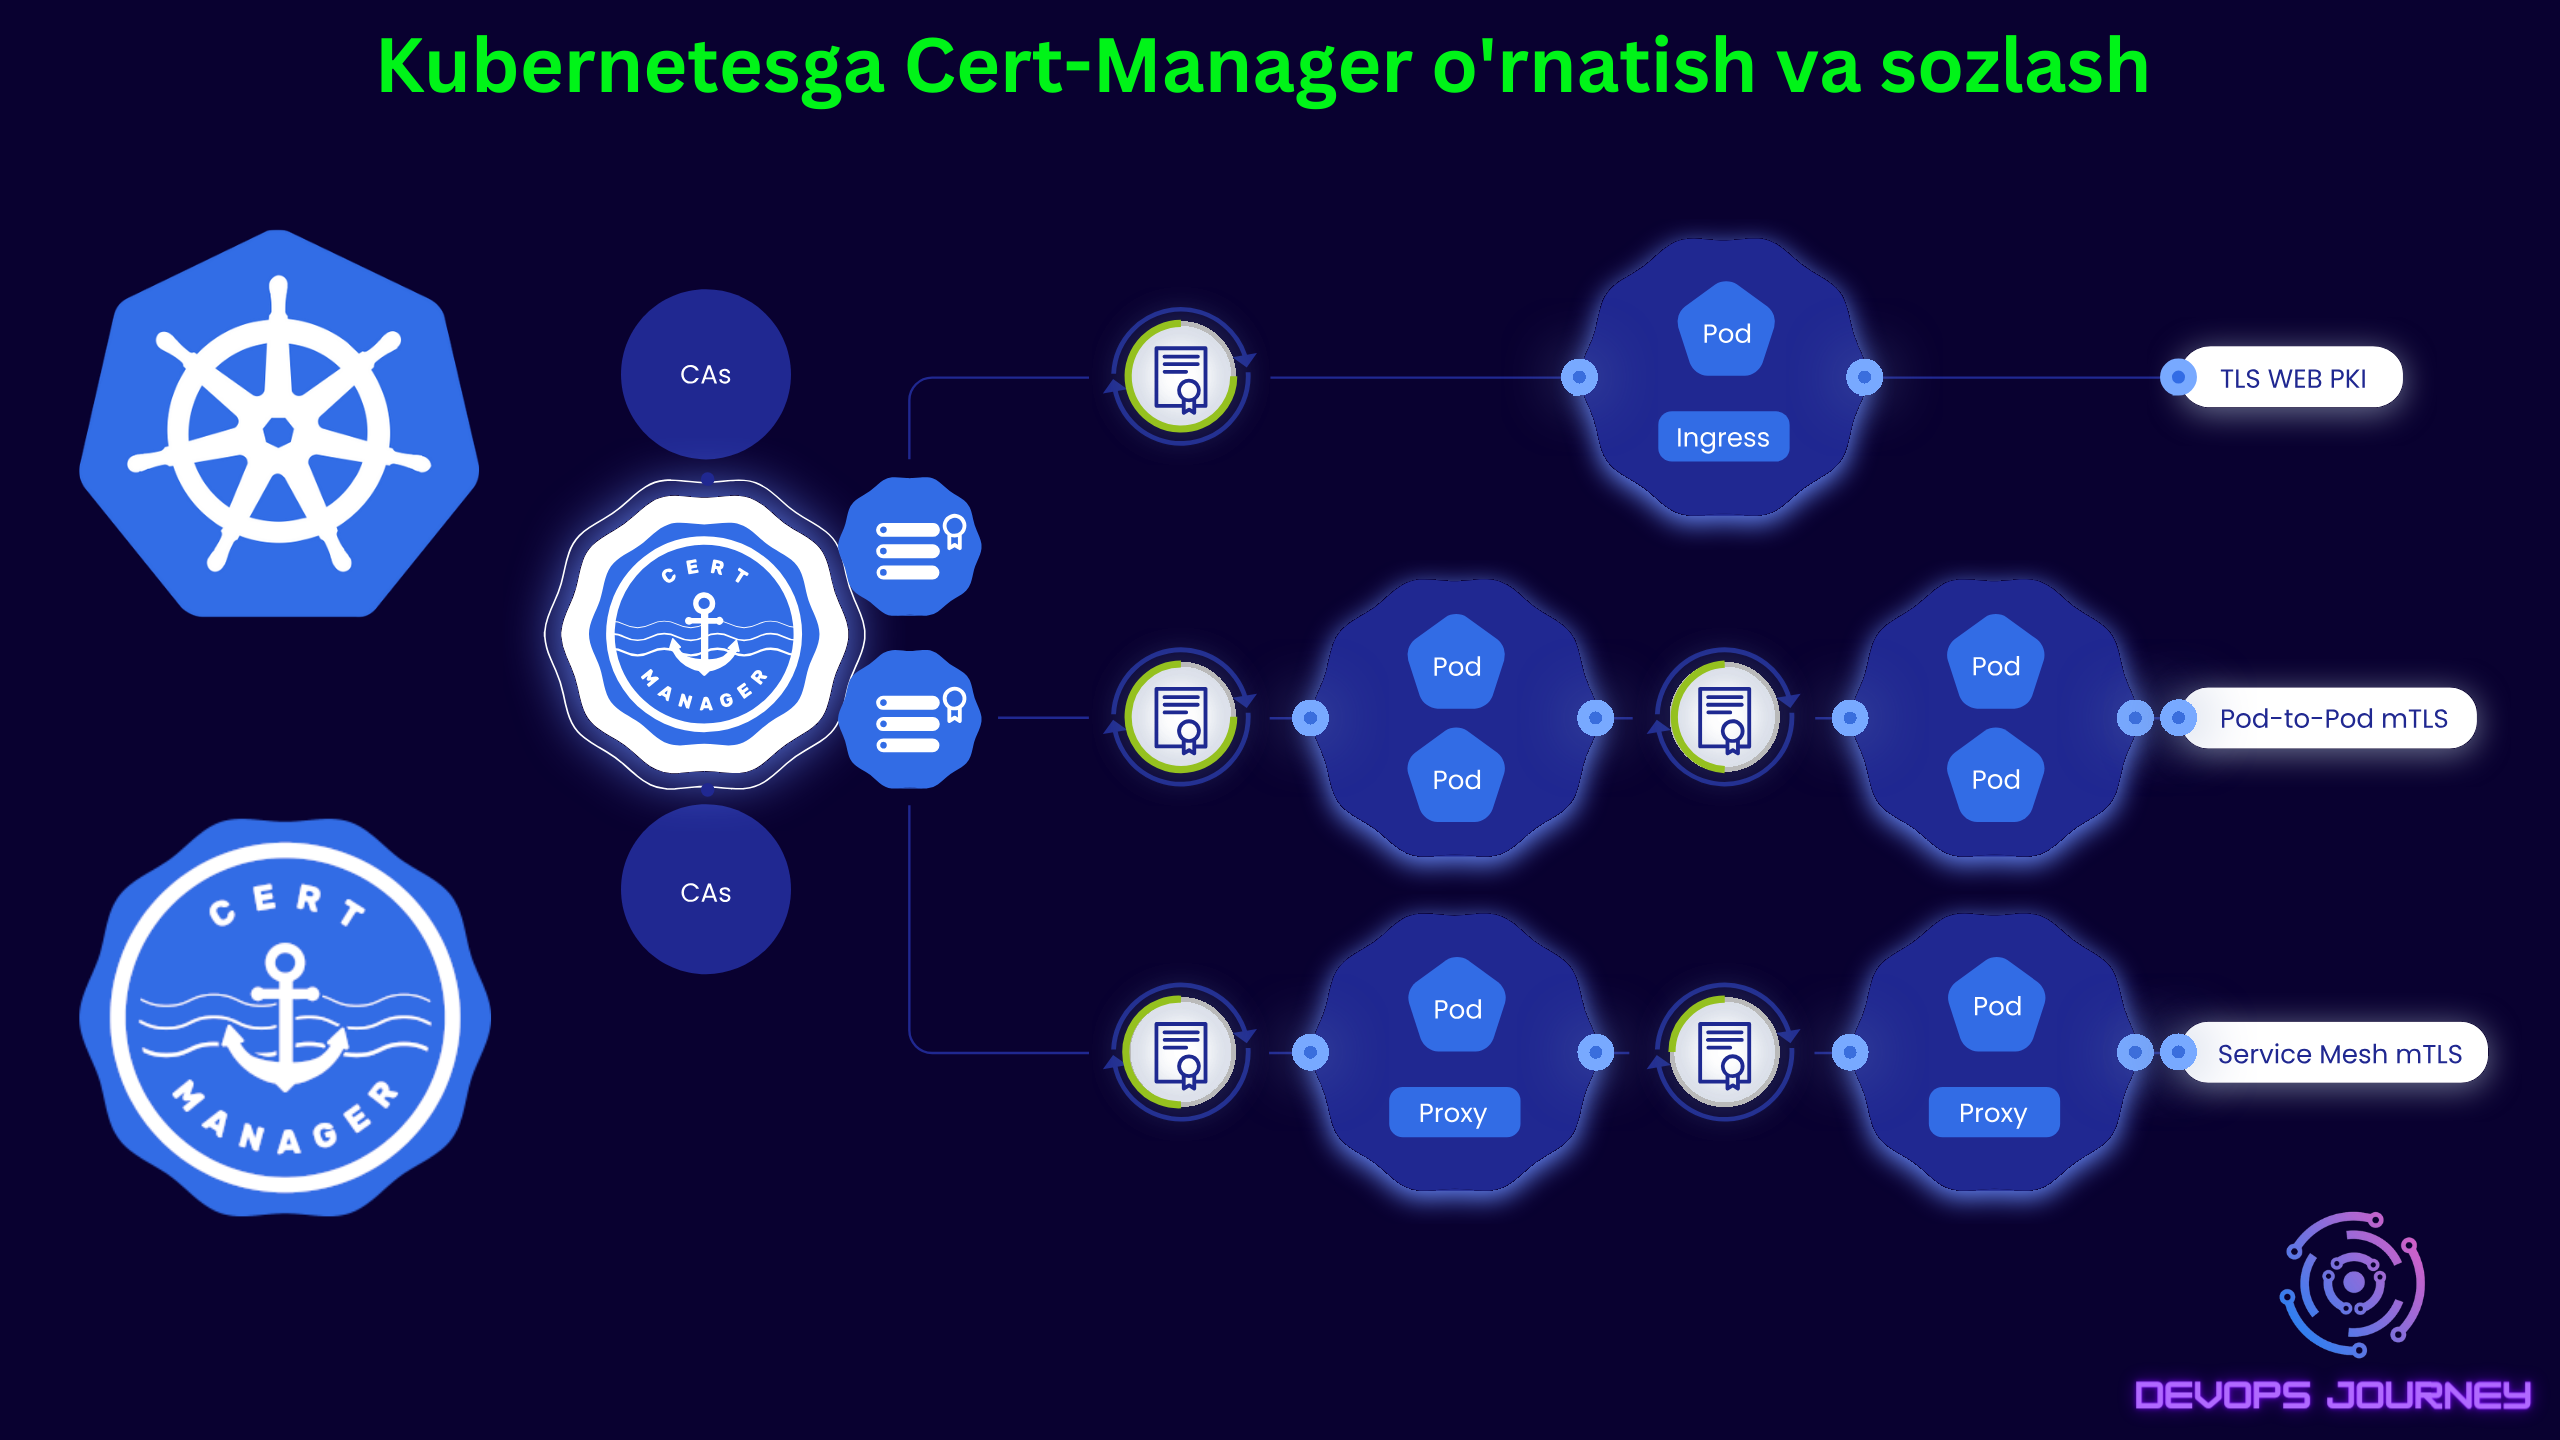 Kubernetesga Cert-Manager o'rnatish va sozlash
CAs
CERT
MANAGER
CAs
Pod
Ingress
TLS WEB PKI
Pod
Pod
Pod
Pod
Pod-to-Pod mTLS
Pod
Proxy
Pod
Proxy
Service Mesh mTLS
CERT
MANAGER
DEVOPS JOURNEY